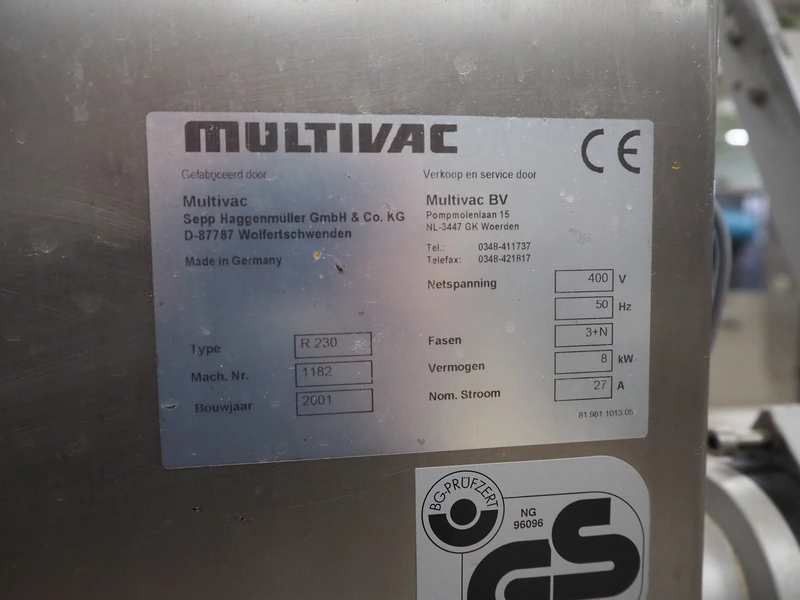 MULTIVAC
CE
Gefabriceerd door
Verkoop en service door
Multivac
Sepp Haggenmüller GmbH & Co. KG
D-87787 Wolfertschwenden
Made in Germany
Multivac BV
Pompmolenlaan 15
NL-3447 GK Woerden
Tel.: 0348-411737
Telefax: 0348-421817
Type R 230
Mach. Nr. 1182
Bouwjaar 2001
Netspanning 400 V
50 Hz
Fasen 3+N
Vermogen 8 kW
Nom. Stroom 27 A
81.981.1013.05
BG-PRÜFZERT
NG
96096
GS